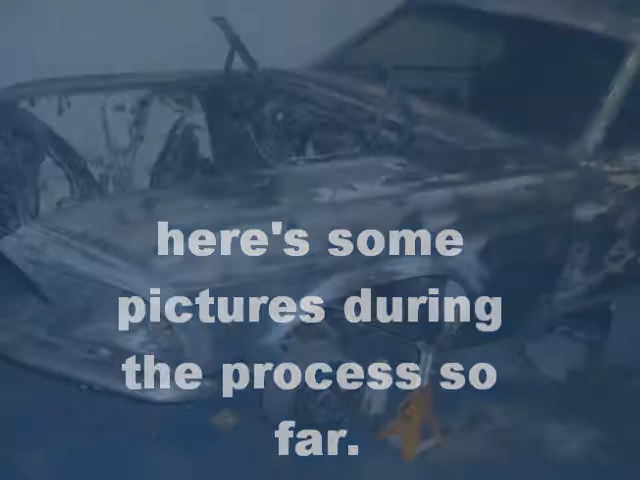 here's some
pictures during
the process so
far.